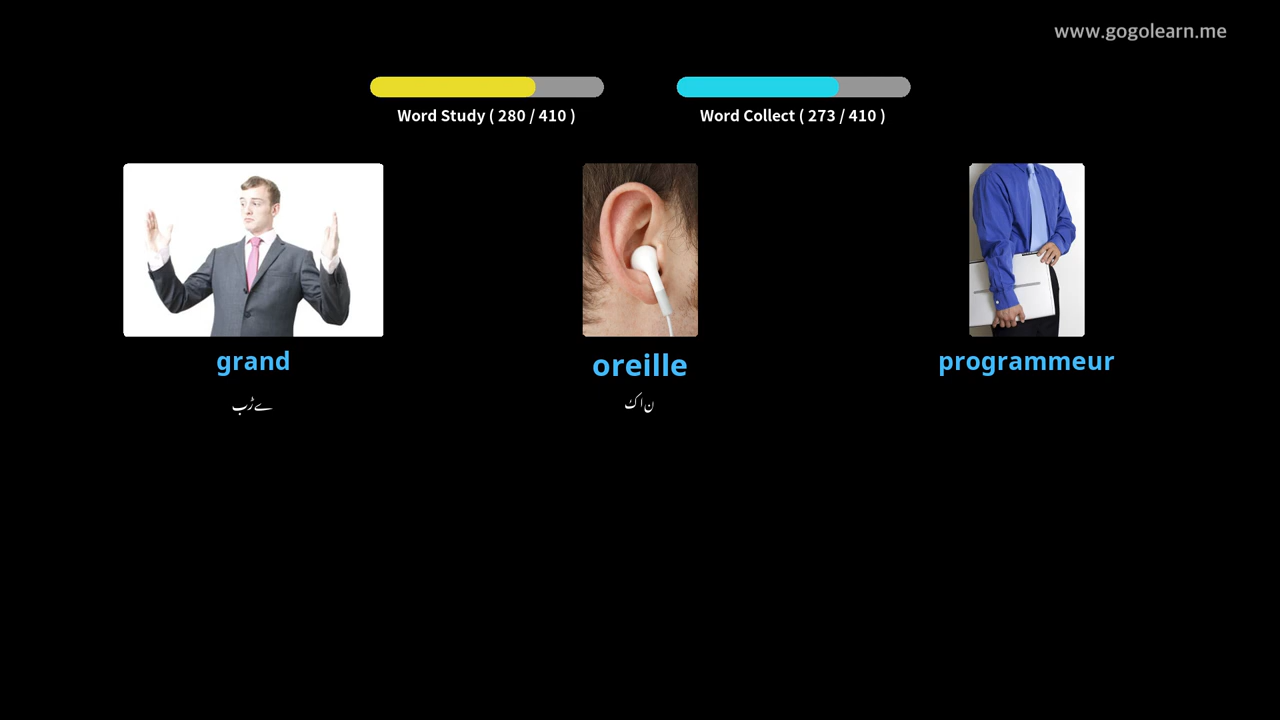 www.gogolearn.me
Word Study ( 280 / 410 )
Word Collect ( 273 / 410 )
grand
oreille
programmeur
ےڑب
ناک